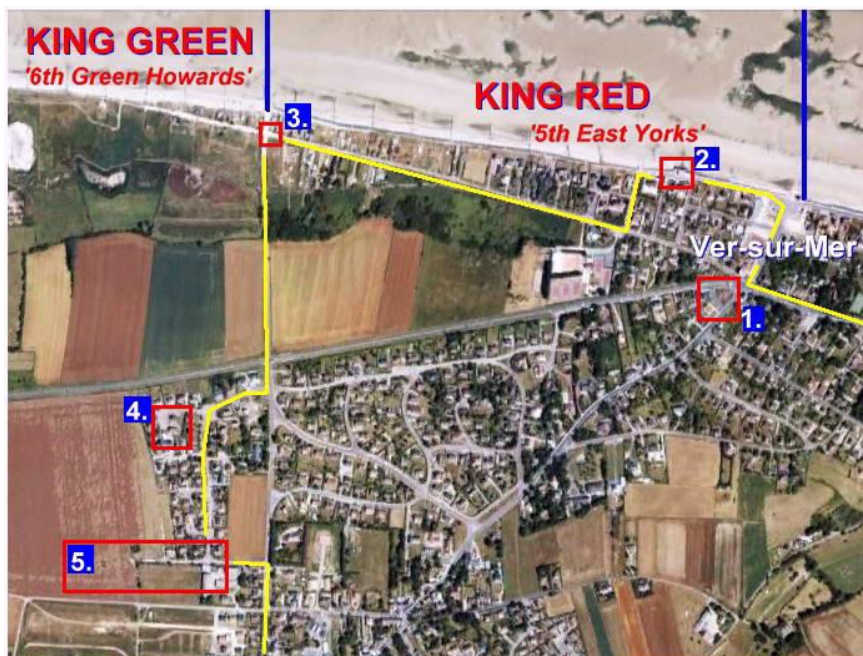 KING GREEN
'6th Green Howards'
KING RED
'5th East Yorks'
3.
2.
Ver-sur-Mer
1.
4.
5.